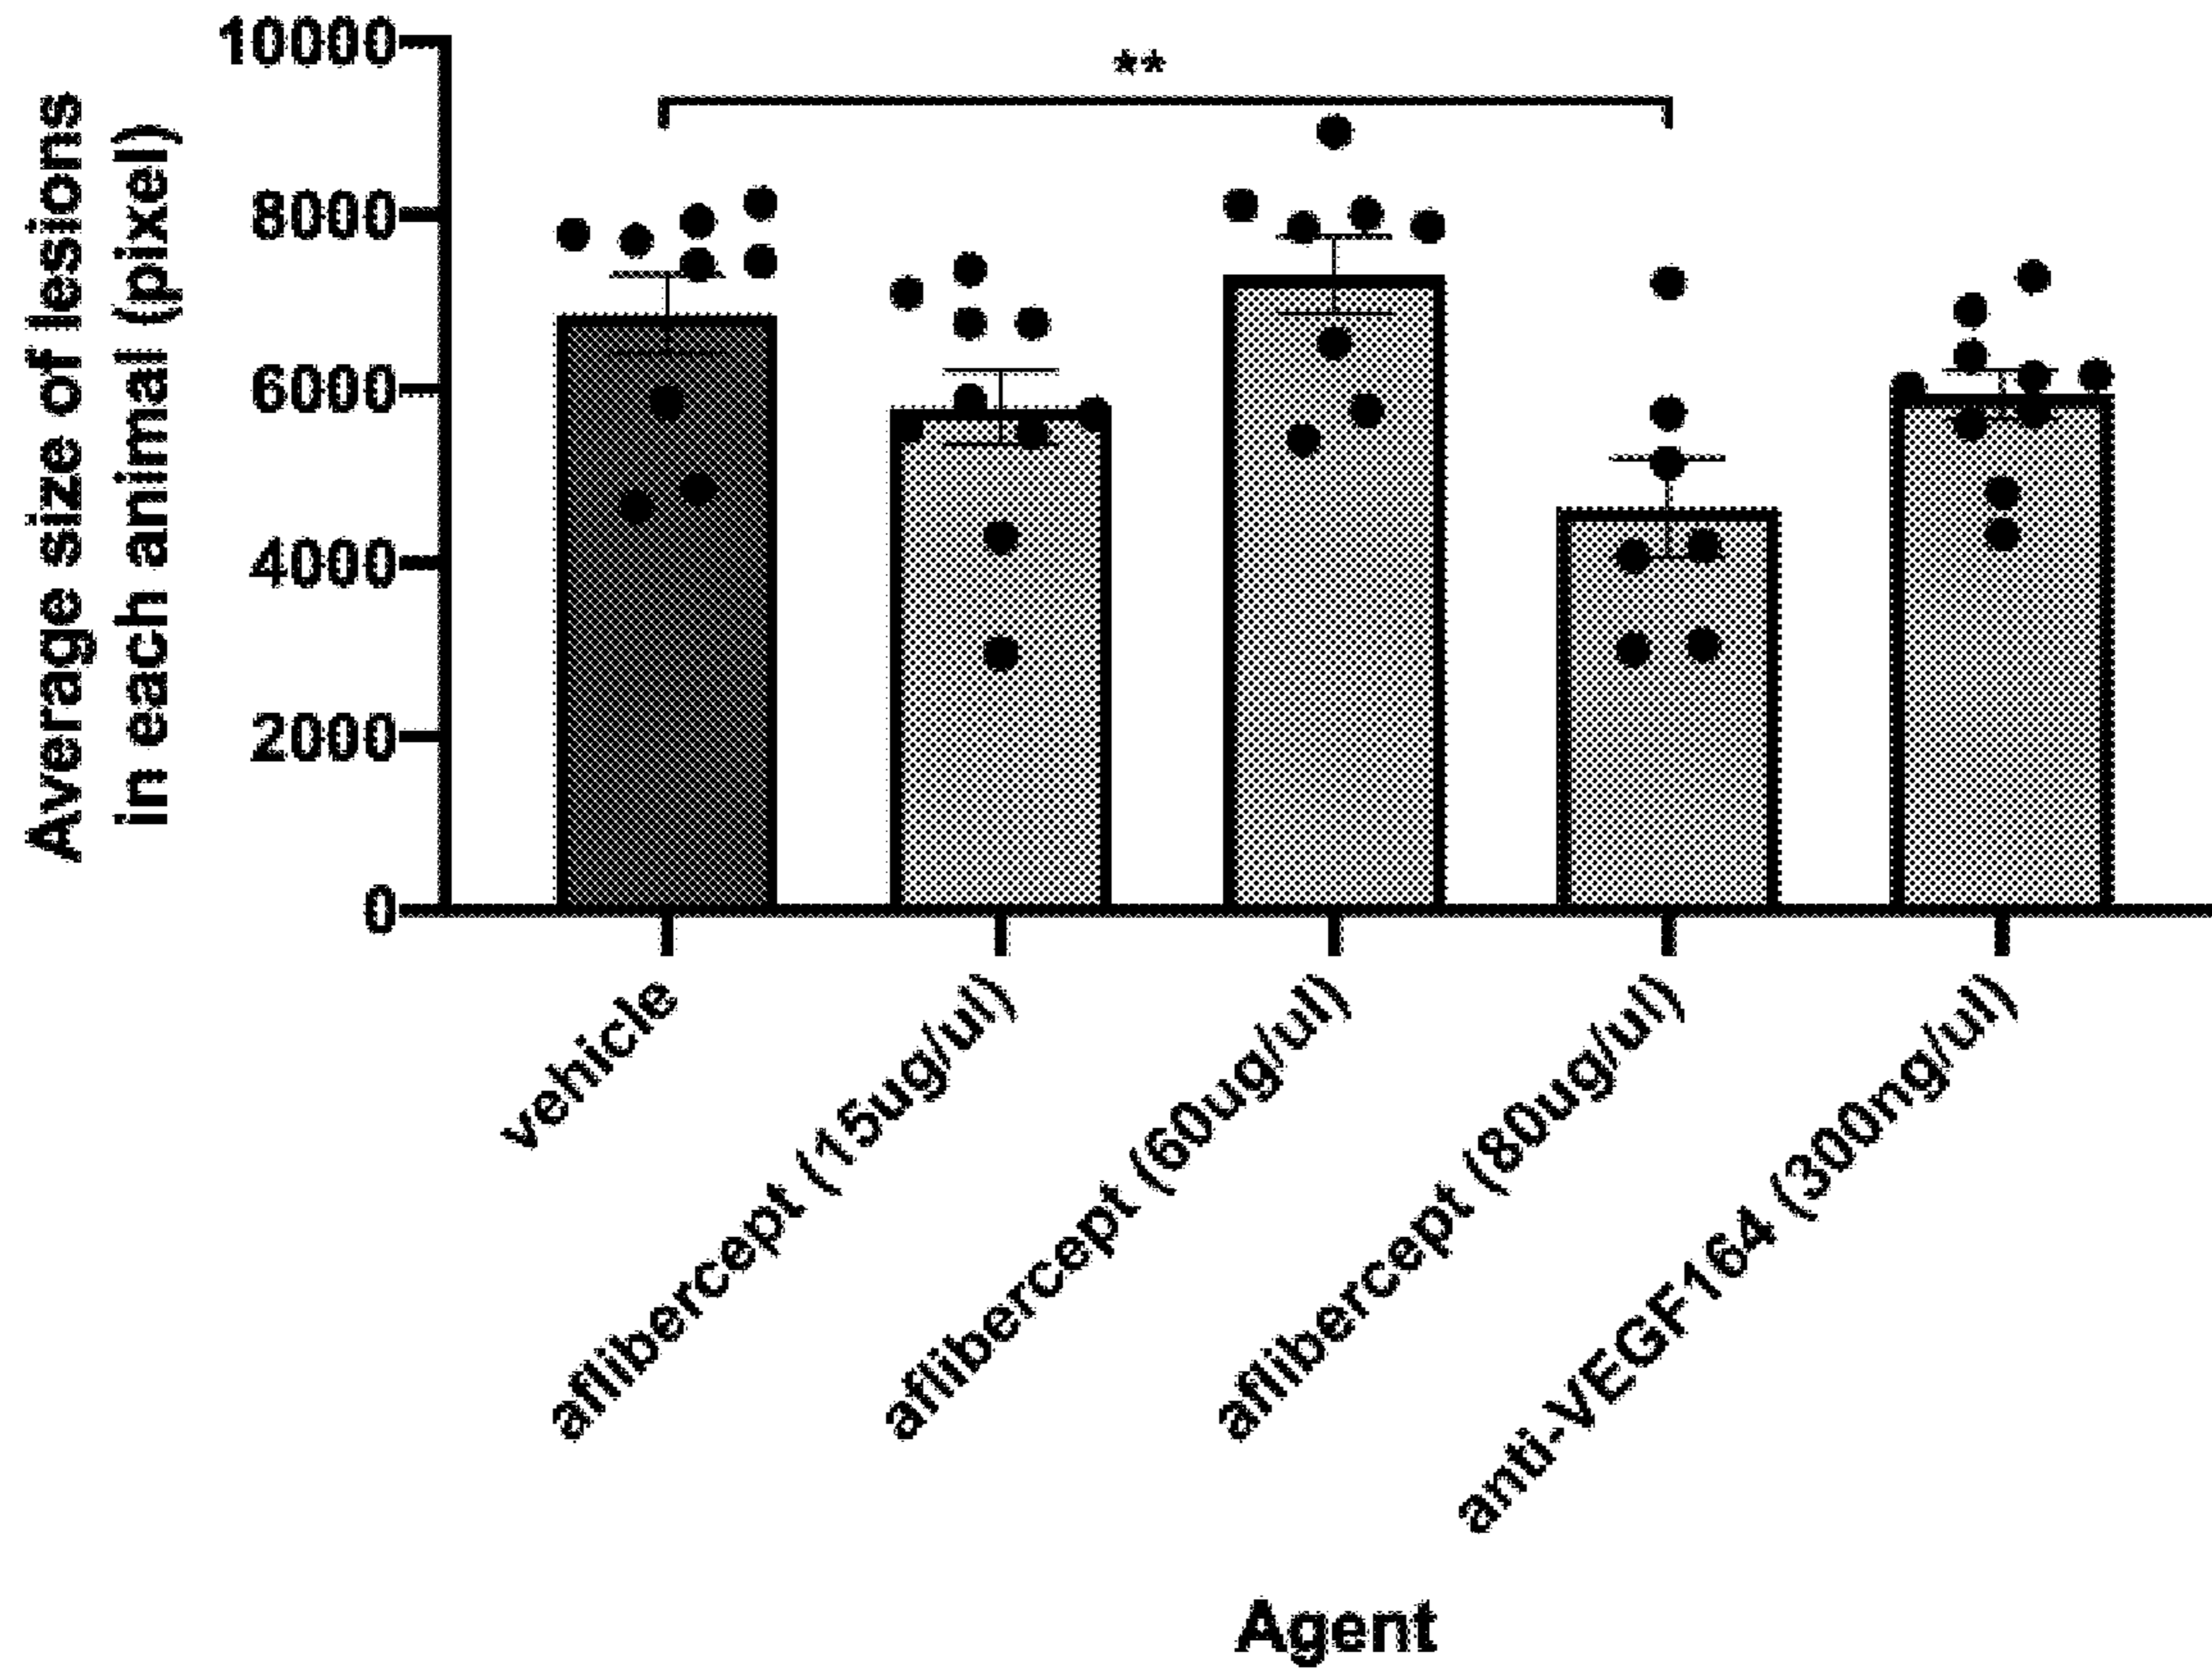 **
10000
8000
6000
4000
2000
0
Average size of lesions
in each animal (pixel)
vehicle
aflibercept (15ug/ul)
aflibercept (60ug/ul)
aflibercept (80ug/ul)
anti-VEGF164 (300ng/ul)
Agent